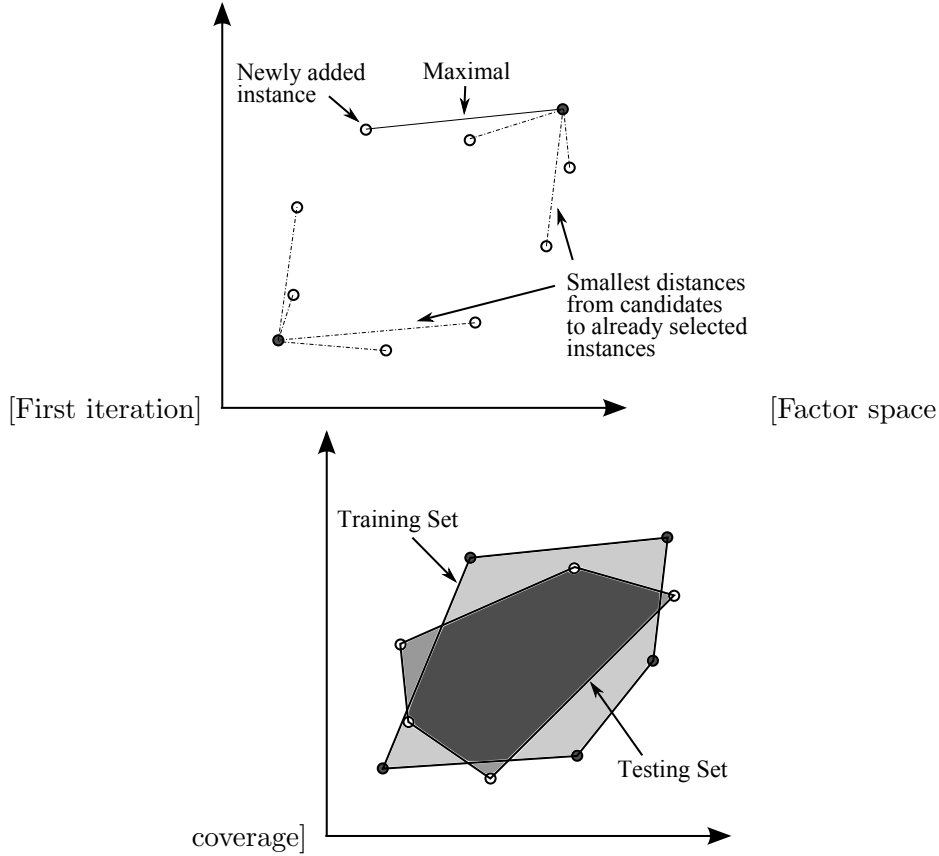 Newly added
instance
Maximal
Smallest distances
from candidates
to already selected
instances
[First iteration]
[Factor space
Training Set
Testing Set
coverage]